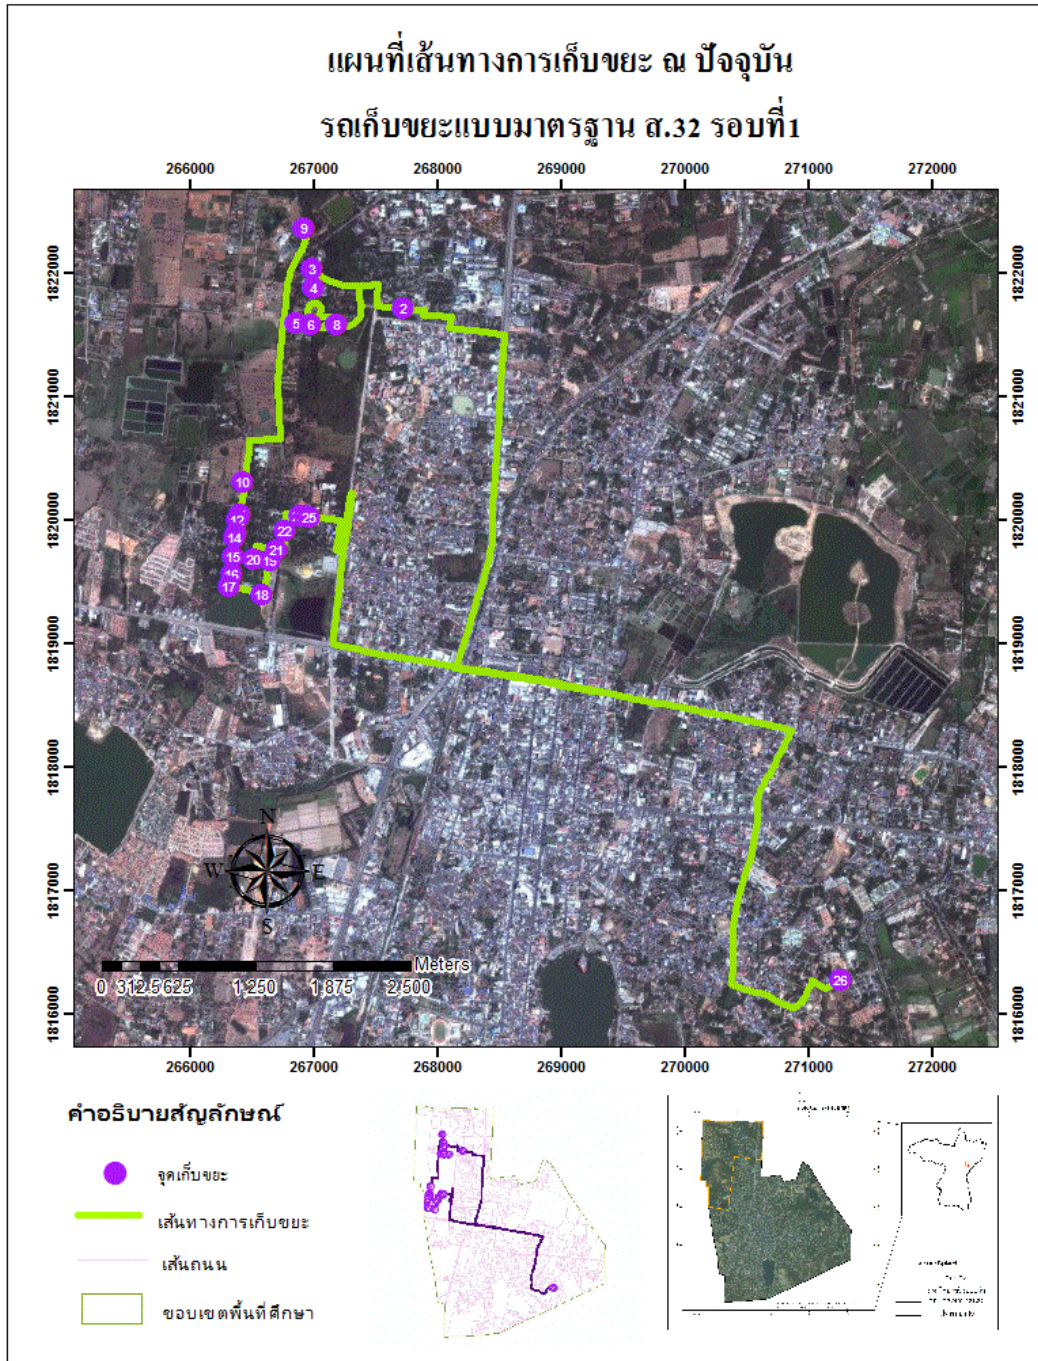 แผนที่เส้นทางการเก็บขยะ ณ ปัจจุบัน
รถเก็บขยะแบบมาตรฐาน ส.32 รอบที่1
266000 267000 268000 269000 270000 271000 272000
1822000 1822000
1821000 1821000
1820000 1820000
1819000 1819000
1818000 1818000
1817000 1817000
1816000 1816000
9
3
4
2
5 6 8
10
12
25
22
14
21
15 20 19
16
17
18
26
N
W E
S
Meters
0 312.5 625 1,250 1,875 2,500
266000 267000 268000 269000 270000 271000 272000
คำอธิบายสัญลักษณ์
จุดเก็บขยะ
เส้นทางการเก็บขยะ
เส้นถนน
ขอบเขตพื้นที่ศึกษา